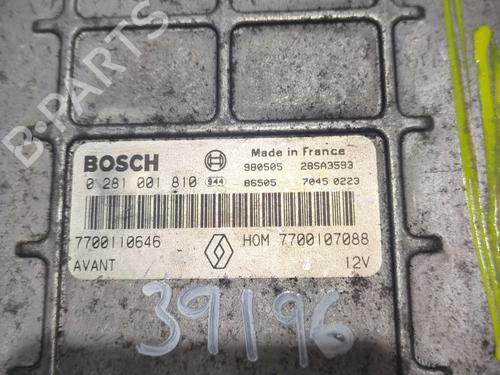 B-PARTS
BOSCH
Made in France
980505 28SA3593
0 281 001 810 944
86505 7045 0223
7700110646
HOM 7700107088
AVANT
12V
39196